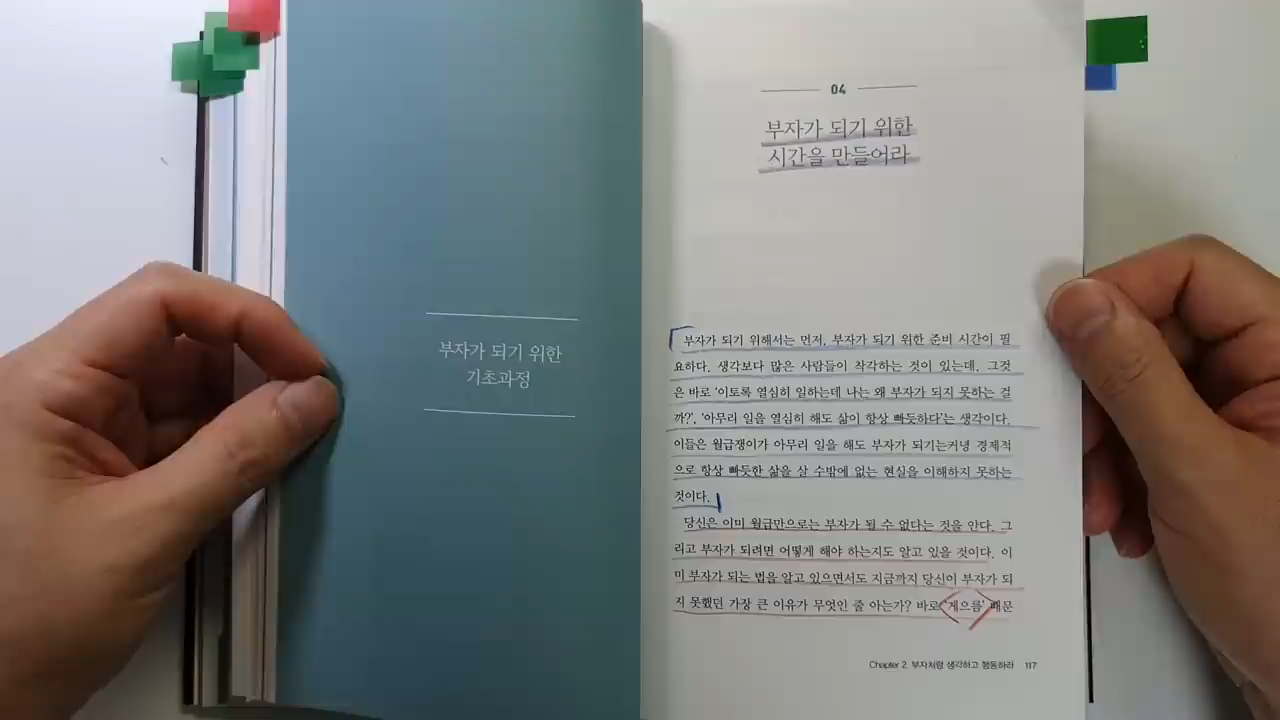 부자가 되기 위한
기초과정
04
부자가 되기 위한
시간을 만들어라
부자가 되기 위해서는 먼저, 부자가 되기 위한 준비 시간이 필
요하다. 생각보다 많은 사람들이 착각하는 것이 있는데, 그것
은 바로 '이토록 열심히 일하는데 나는 왜 부자가 되지 못하는 걸
까?', '아무리 일을 열심히 해도 삶이 항상 빠듯하다'는 생각이다.
이들은 월급쟁이가 아무리 일을 해도 부자가 되기는커녕 경제적
으로 항상 빠듯한 삶을 살 수밖에 없는 현실을 이해하지 못하는
것이다.
당신은 이미 월급만으로는 부자가 될 수 없다는 것을 안다. 그
리고 부자가 되려면 어떻게 해야 하는지도 알고 있을 것이다. 이
미 부자가 되는 법을 알고 있으면서도 지금까지 당신이 부자가 되
지 못했던 가장 큰 이유가 무엇인 줄 아는가? 바로 '게으름' 때문
Chapter 2. 부자처럼 생각하고 행동하라 117